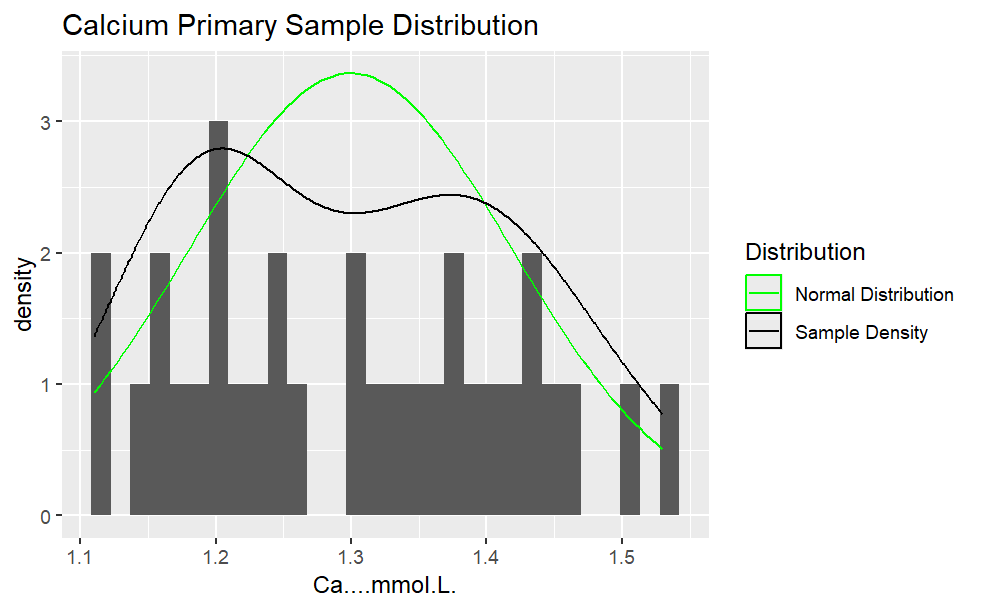 Calcium Primary Sample Distribution
3
2
1
0
density
1.1 1.2 1.3 1.4 1.5
Ca....mmol.L.
Distribution
Normal Distribution
Sample Density